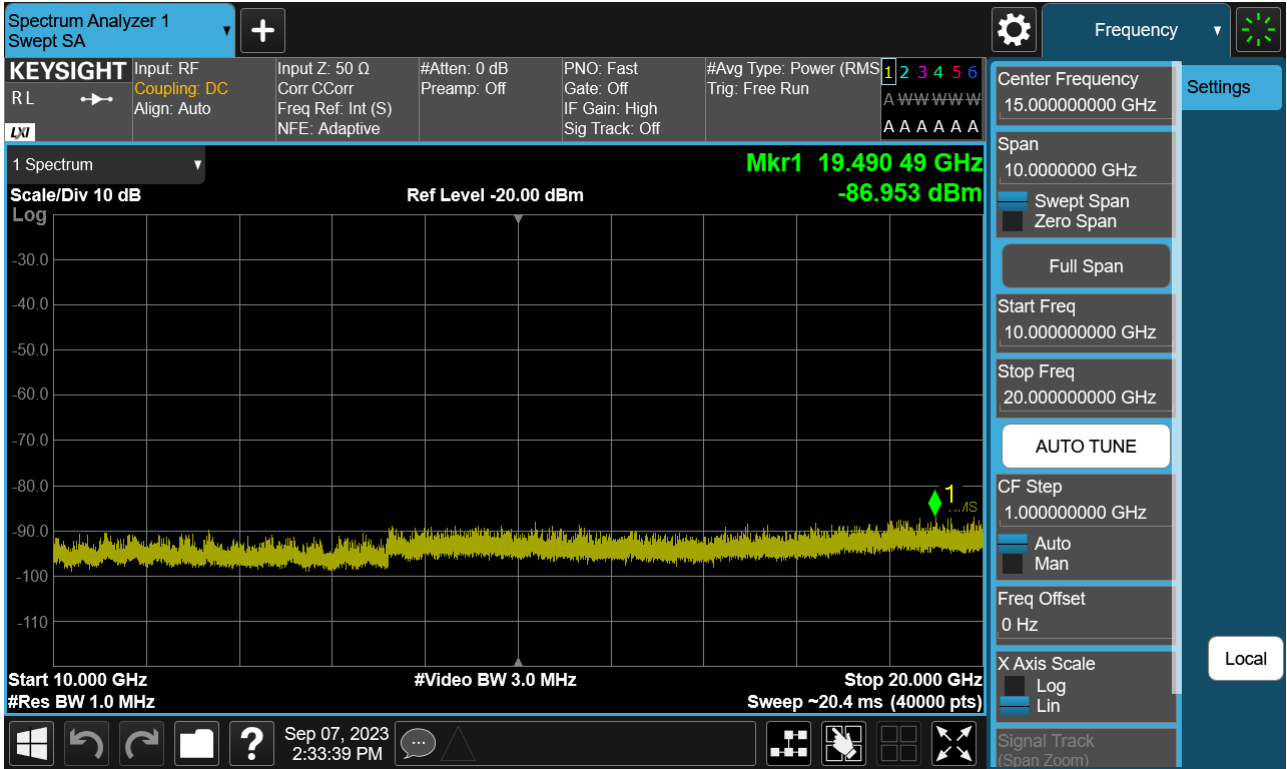 Spectrum Analyzer 1
Swept SA
+
Frequency
KEYSIGHT
R L
LXI
Input: RF
Coupling: DC
Align: Auto
Input Z: 50 Ω
Corr CCorr
Freq Ref: Int (S)
NFE: Adaptive
#Atten: 0 dB
Preamp: Off
PNO: Fast
Gate: Off
IF Gain: High
Sig Track: Off
#Avg Type: Power (RMS
Trig: Free Run
1 2 3 4 5 6
A W W W W W
A A A A A A
1 Spectrum
Mkr1 19.490 49 GHz
-86.953 dBm
Scale/Div 10 dB
Ref Level -20.00 dBm
Log
-30.0
-40.0
-50.0
-60.0
-70.0
-80.0
-90.0
-100
-110
1
Start 10.000 GHz
#Video BW 3.0 MHz
Stop 20.000 GHz
#Res BW 1.0 MHz
Sweep ~20.4 ms (40000 pts)
?
Sep 07, 2023
2:33:39 PM
Center Frequency
15.000000000 GHz
Span
10.0000000 GHz
Swept Span
Zero Span
Full Span
Start Freq
10.000000000 GHz
Stop Freq
20.000000000 GHz
AUTO TUNE
CF Step
1.000000000 GHz
Auto
Man
Freq Offset
0 Hz
X Axis Scale
Log
Lin
Signal Track
(Span Zoom)
Settings
Local